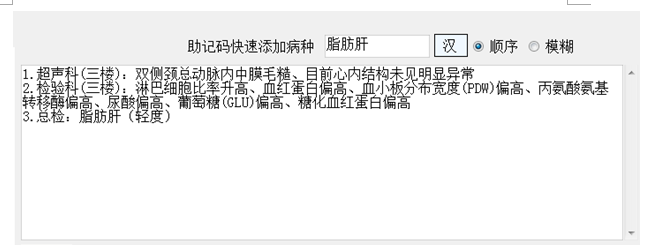 助记码快速添加病种 脂肪肝 汉 顺序 模糊
1.超声科(三楼): 双侧颈总动脉内中膜毛糙、目前心内结构未见明显异常
2.检验科(三楼): 淋巴细胞比率升高、血红蛋白偏高、血小板分布宽度(PDW)偏高、丙氨酸氨基
转移酶偏高、尿酸偏高、葡萄糖(GLU)偏高、糖化血红蛋白偏高
3.总检: 脂肪肝（轻度）